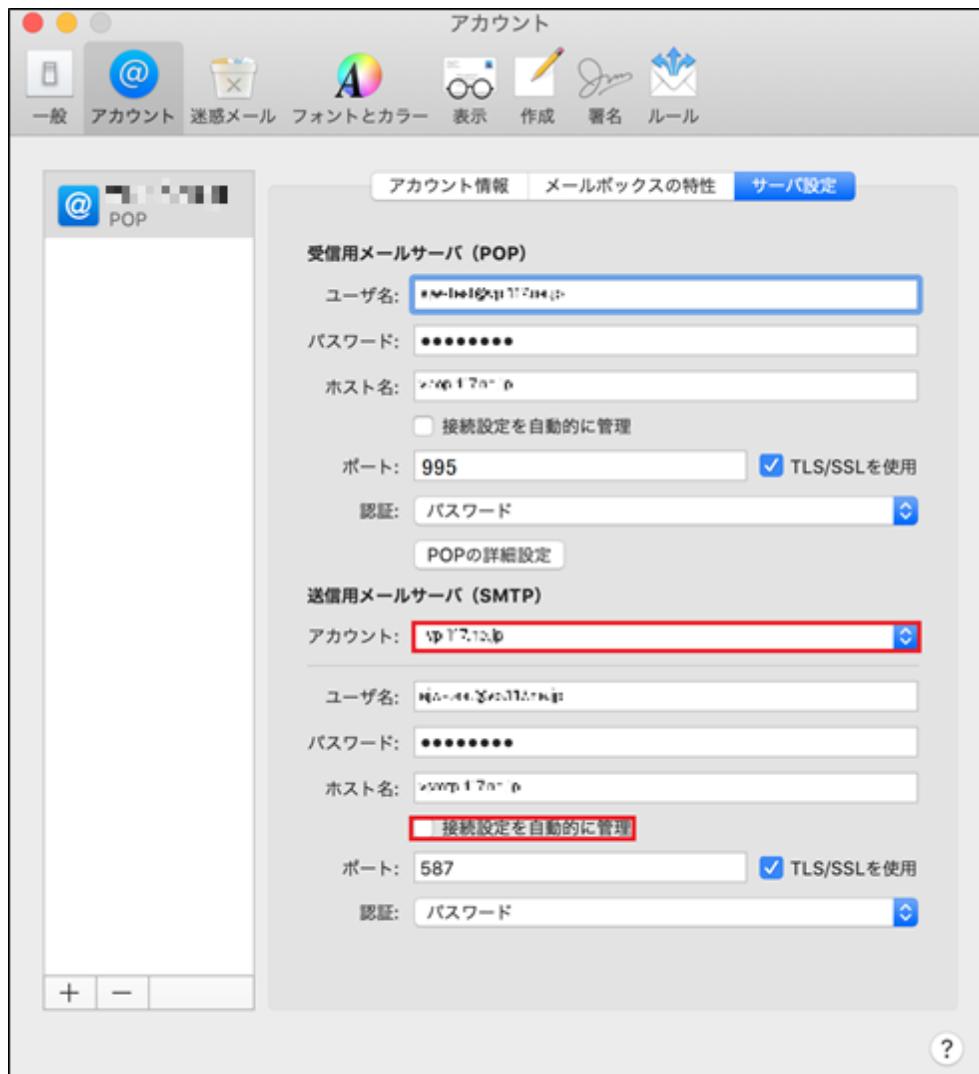 アカウント
一般 アカウント 迷惑メール フォントとカラー 表示 作成 署名 ルール
POP
アカウント情報 メールボックスの特性 サーバ設定
受信用メールサーバ（POP）
ユーザ名:
パスワード: ●●●●●●●●
ホスト名:
接続設定を自動的に管理
ポート: 995 TLS/SSLを使用
認証: パスワード
POPの詳細設定
送信用メールサーバ（SMTP）
アカウント:
ユーザ名:
パスワード: ●●●●●●●●
ホスト名:
接続設定を自動的に管理
ポート: 587 TLS/SSLを使用
認証: パスワード
+ −
?